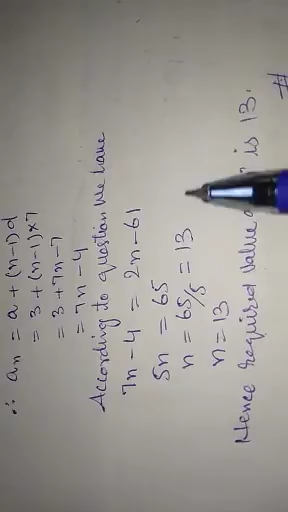 ∴ aₙ = a + (n-1)d
= 3 + (n-1)×7
= 3 + 7n - 7
= 7n - 4
According to question we have
7n - 4 = 2n - 61
5n = 65
n = 65/5 = 13
n = 13
Hence required value is 13.
#